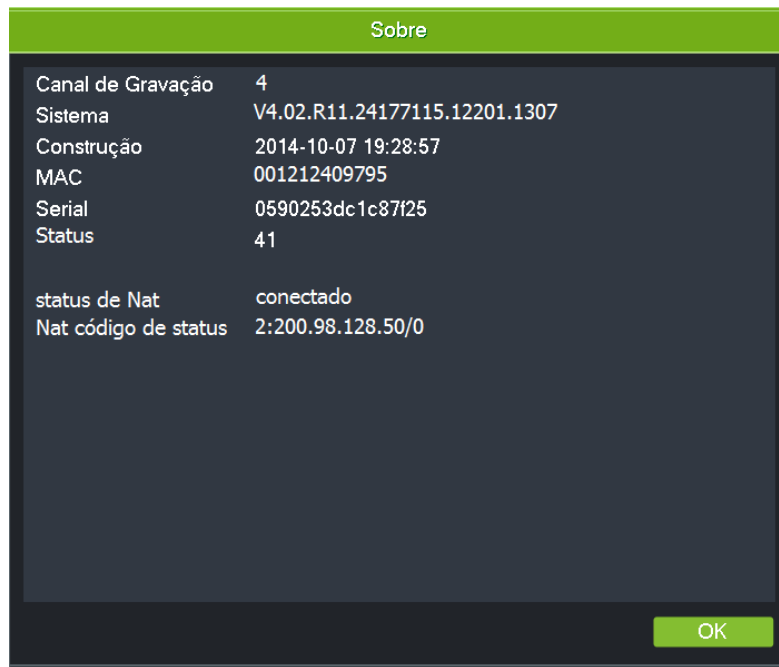 Sobre
Canal de Gravação 4
Sistema V4.02.R11.24177115.12201.1307
Construção 2014-10-07 19:28:57
MAC 001212409795
Serial 0590253dc1c87f25
Status 41
status de Nat conectado
Nat código de status 2:200.98.128.50/0
OK